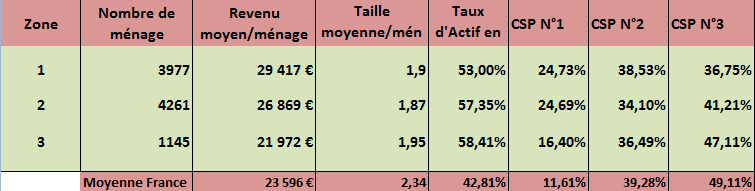 Zone Nombre de ménage Revenu moyen/ménage Taille moyenne/mén Taux d'Actif en CSP N°1 CSP N°2 CSP N°3
1 3977 29 417 € 1,9 53,00% 24,73% 38,53% 36,75%
2 4261 26 869 € 1,87 57,35% 24,69% 34,10% 41,21%
3 1145 21 972 € 1,95 58,41% 16,40% 36,49% 47,11%
Moyenne France 23 596 € 2,34 42,81% 11,61% 39,28% 49,11%